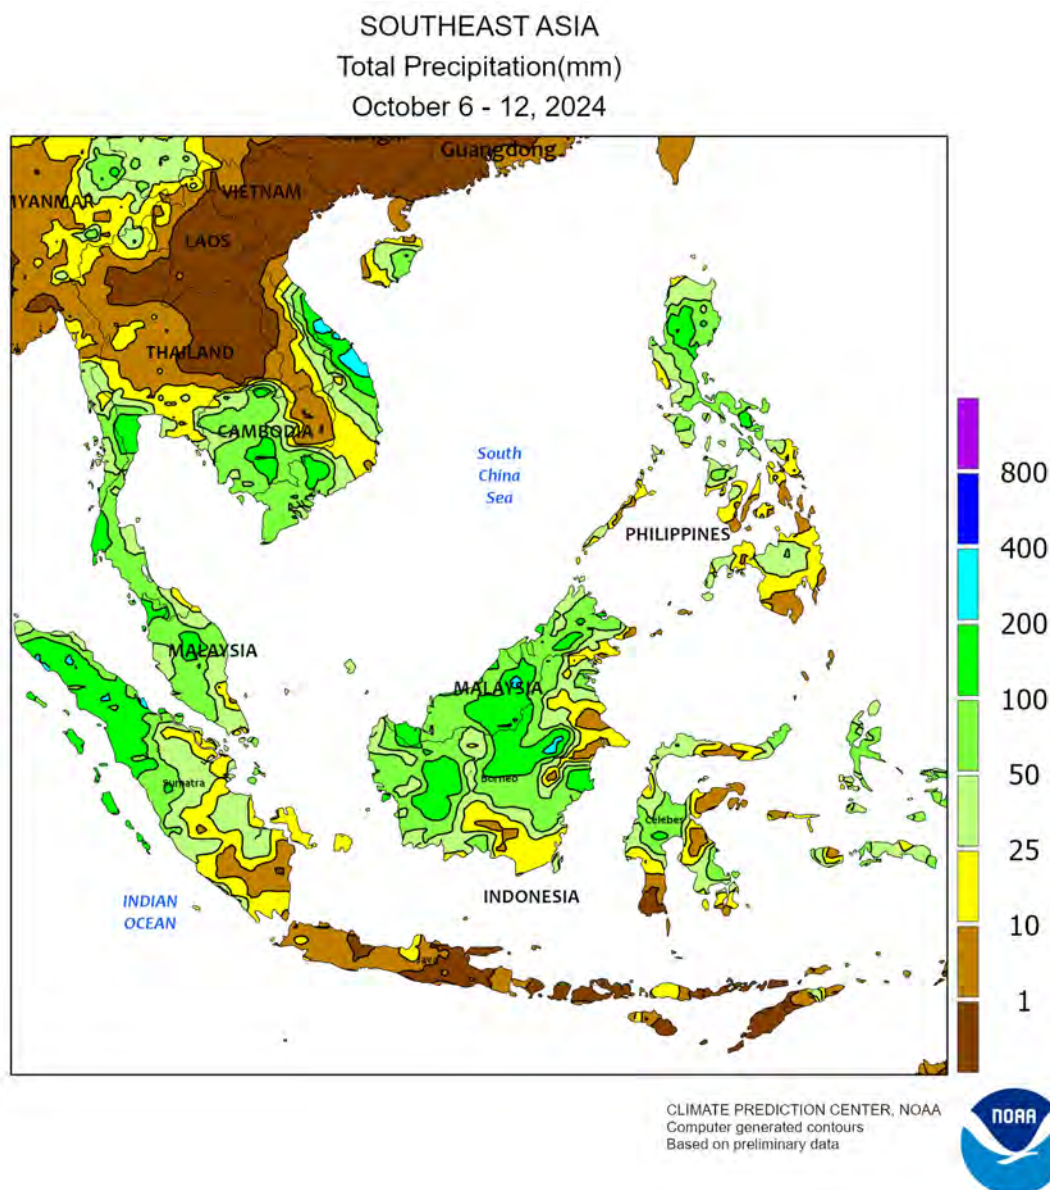 SOUTHEAST ASIA
Total Precipitation(mm)
October 6 - 12, 2024
Guangdong
MYANMAR
VIETNAM
LAOS
THAILAND
CAMBODIA
South
China
Sea
PHILIPPINES
MALAYSIA
MALAYSIA
Sumatra
Borneo
Celebes
INDONESIA
INDIAN
OCEAN
Java
800
400
200
100
50
25
10
1
CLIMATE PREDICTION CENTER, NOAA
Computer generated contours
Based on preliminary data
NOAA